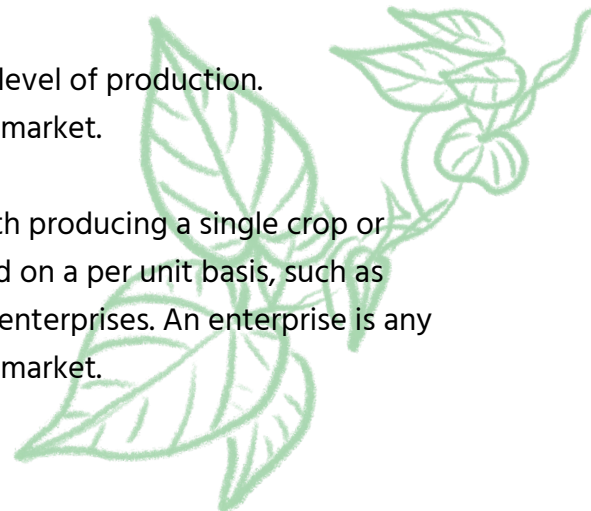 level of production.
market.
th producing a single crop or
d on a per unit basis, such as
enterprises. An enterprise is any
market.